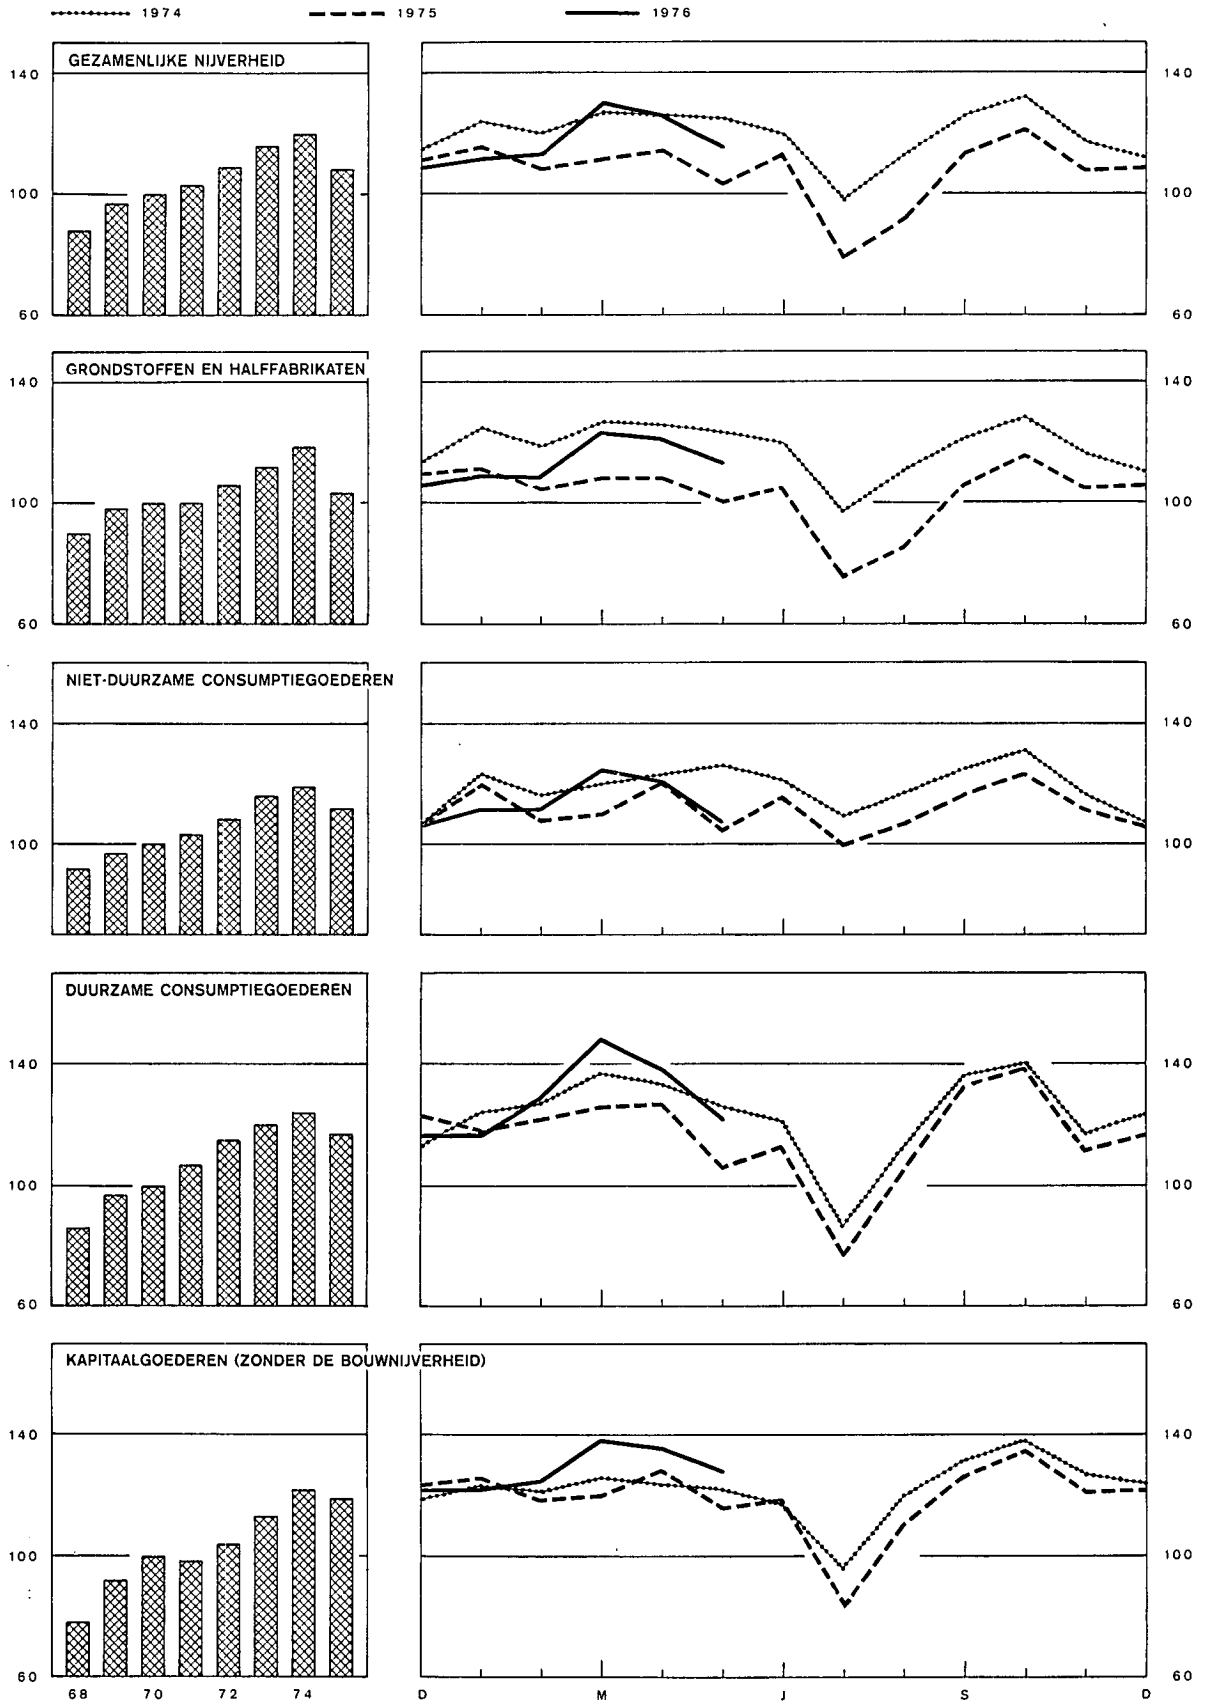 1974 1975 1976
GEZAMENLIJKE NIJVERHEID
140 140
100 100
60 60
GRONDSTOFFEN EN HALFFABRIKATEN
140 140
100 100
60 60
NIET-DUURZAME CONSUMPTIEGOEDEREN
140 140
100 100
DUURZAME CONSUMPTIEGOEDEREN
140 140
100 100
60 60
KAPITAALGOEDEREN (ZONDER DE BOUWNIJVERHEID)
140 140
100 100
60 60
68 70 72 74 D M J S D